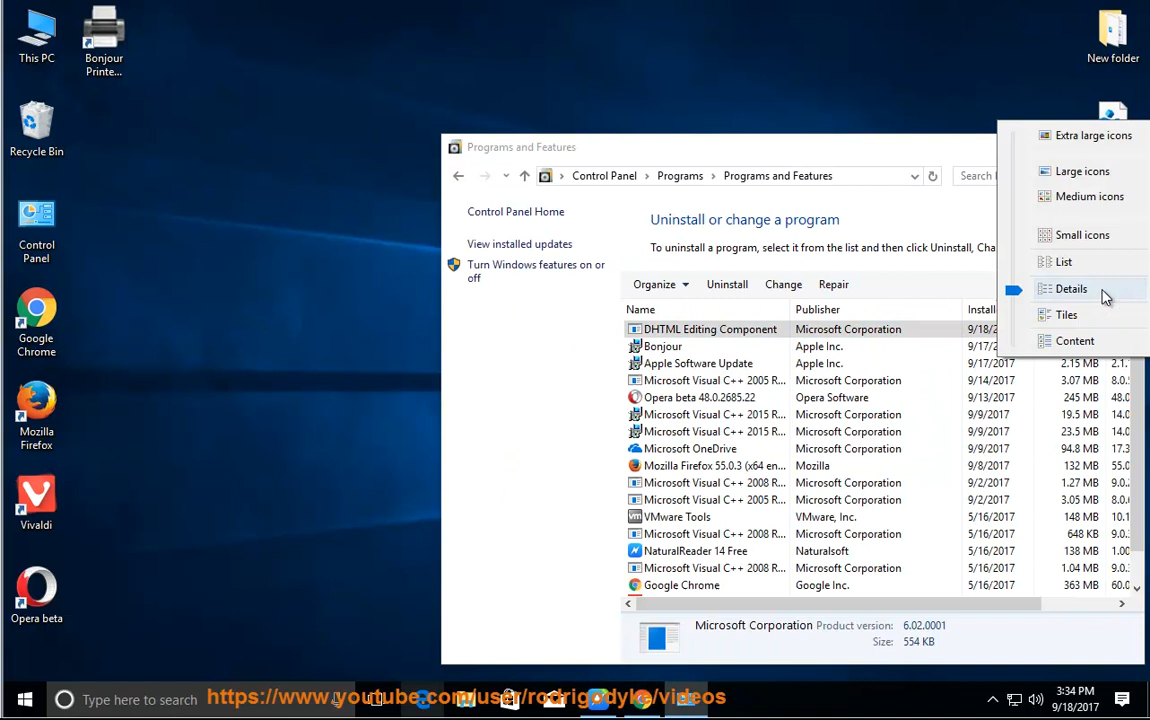 This PC
Bonjour
Printe...
New folder
Recycle Bin
Control
Panel
Google
Chrome
Mozilla
Firefox
Vivaldi
Opera beta
Programs and Features
Control Panel > Programs > Programs and Features
Search
Control Panel Home
View installed updates
Turn Windows features on or
off
Uninstall or change a program
To uninstall a program, select it from the list and then click Uninstall, Cha
Organize Uninstall Change Repair
Name Publisher Install
DHTML Editing Component Microsoft Corporation 9/18/
Bonjour Apple Inc. 9/17/
Apple Software Update Apple Inc. 9/17/2017 2.15 MB 2.1.
Microsoft Visual C++ 2005 R... Microsoft Corporation 9/14/2017 3.07 MB 8.0.
Opera beta 48.0.2685.22 Opera Software 9/13/2017 245 MB 48.0
Microsoft Visual C++ 2015 R... Microsoft Corporation 9/9/2017 19.5 MB 14.0
Microsoft Visual C++ 2015 R... Microsoft Corporation 9/9/2017 23.5 MB 14.0
Microsoft OneDrive Microsoft Corporation 9/9/2017 94.8 MB 17.3
Mozilla Firefox 55.0.3 (x64 en... Mozilla 9/8/2017 132 MB 55.0
Microsoft Visual C++ 2008 R... Microsoft Corporation 9/2/2017 1.27 MB 9.0.
Microsoft Visual C++ 2005 R... Microsoft Corporation 9/2/2017 3.05 MB 8.0.
VMware Tools VMware, Inc. 5/16/2017 148 MB 10.1
Microsoft Visual C++ 2008 R... Microsoft Corporation 5/16/2017 648 KB 9.0.
NaturalReader 14 Free Naturalsoft 5/16/2017 138 MB 1.00
Microsoft Visual C++ 2008 R... Microsoft Corporation 5/16/2017 1.04 MB 9.0.
Google Chrome Google Inc. 5/16/2017 363 MB 60.0
Microsoft Corporation Product version: 6.02.0001
Size: 554 KB
Extra large icons
Large icons
Medium icons
Small icons
List
Details
Tiles
Content
Type here to search
https://www.youtube.com/user/rodrigodyke/videos
3:34 PM
9/18/2017